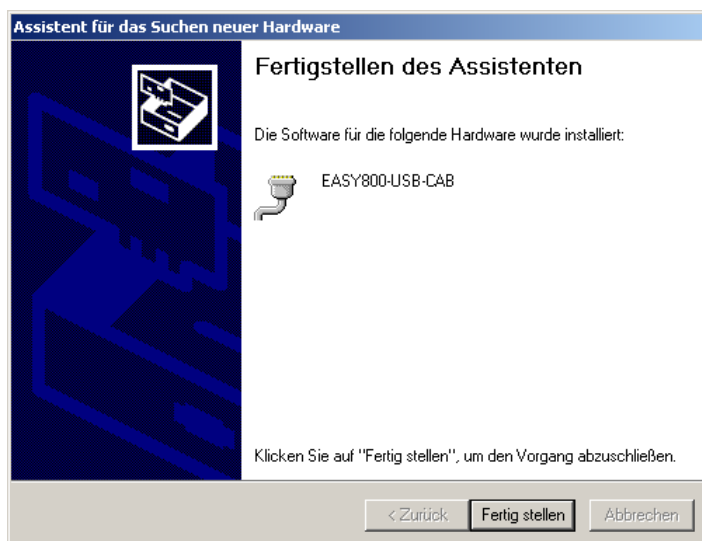 Assistent für das Suchen neuer Hardware
Fertigstellen des Assistenten
Die Software für die folgende Hardware wurde installiert:
EASY800-USB-CAB
Klicken Sie auf "Fertig stellen", um den Vorgang abzuschließen.
< Zurück
Fertig stellen
Abbrechen